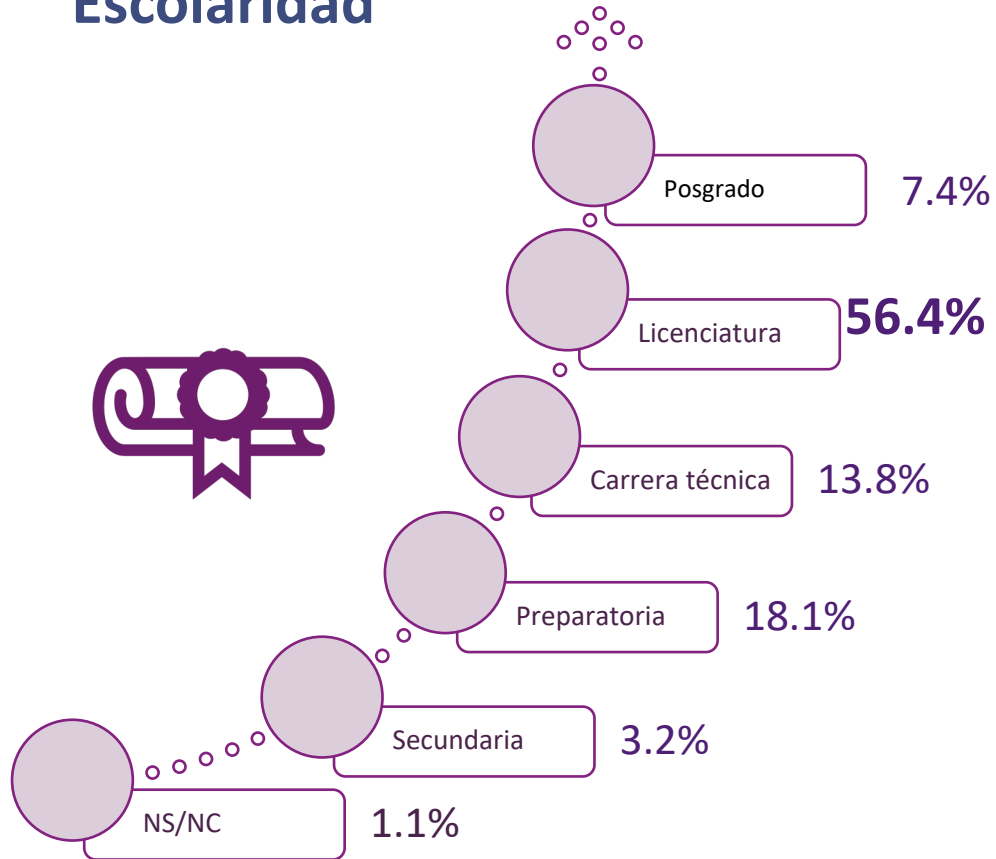 Escolaridad
Posgrado 7.4%
Licenciatura 56.4%
Carrera técnica 13.8%
Preparatoria 18.1%
Secundaria 3.2%
NS/NC 1.1%